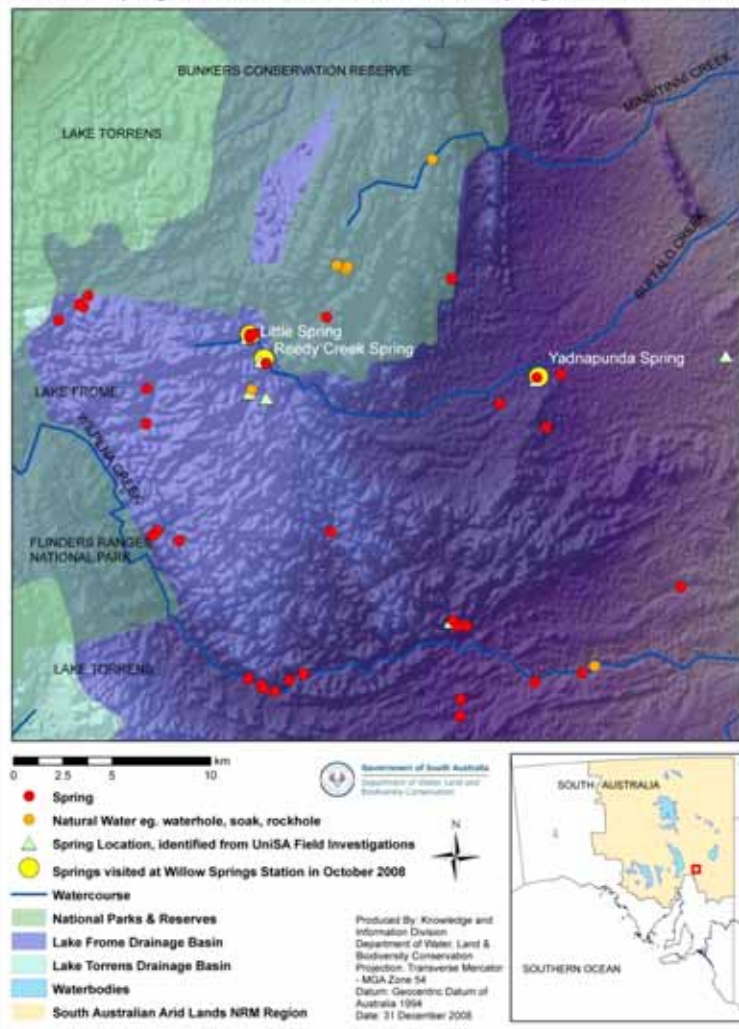 BUNKERS CONSERVATION RESERVE
MINNITINNI CREEK
LAKE TORRENS
BUFFALO CREEK
Little Spring
Reedy Creek Spring
Yadnapunda Spring
LAKE FROME
WILPENA CREEK
FLINDERS RANGES
NATIONAL PARK
LAKE TORRENS
km
0 2.5 5 10
Spring
Natural Water eg. waterhole, soak, rockhole
Spring Location, identified from UniSA Field Investigations
Springs visited at Willow Springs Station in October 2008
Watercourse
National Parks & Reserves
Lake Frome Drainage Basin
Lake Torrens Drainage Basin
Waterbodies
South Australian Arid Lands NRM Region
Government of South Australia
Department of Water, Land and
Biodiversity Conservation
N
Produced By: Knowledge and
Information Division
Department of Water, Land &
Biodiversity Conservation
Projection: Transverse Mercator
- MGA Zone 54
Datum: Geocentric Datum of
Australia 1994
Date: 31 December 2008
SOUTH AUSTRALIA
SOUTHERN OCEAN